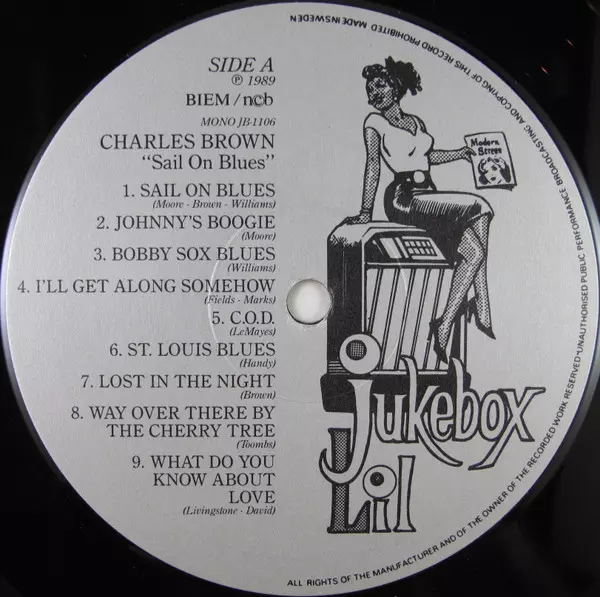 SIDE A
℗ 1989
BIEM / ncb
MONO JB-1106
CHARLES BROWN
"Sail On Blues"
1. SAIL ON BLUES
(Moore - Brown - Williams)
2. JOHNNY'S BOOGIE
(Moore)
3. BOBBY SOX BLUES
(Williams)
4. I'LL GET ALONG SOMEHOW
(Fields - Marks)
5. C.O.D.
(LeMayes)
6. ST. LOUIS BLUES
(Handy)
7. LOST IN THE NIGHT
(Brown)
8. WAY OVER THERE BY
THE CHERRY TREE
(Toombs)
9. WHAT DO YOU
KNOW ABOUT
LOVE
(Livingstone - David)
Modern
Stress
Jukebox
Lil
ALL RIGHTS OF THE MANUFACTURER AND OF THE OWNER OF THE RECORDED WORK RESERVED•UNAUTHORISED PUBLIC PERFORMANCE BROADCASTING AND COPYING OF THIS RECORD PROHIBITED MADE IN SWEDEN